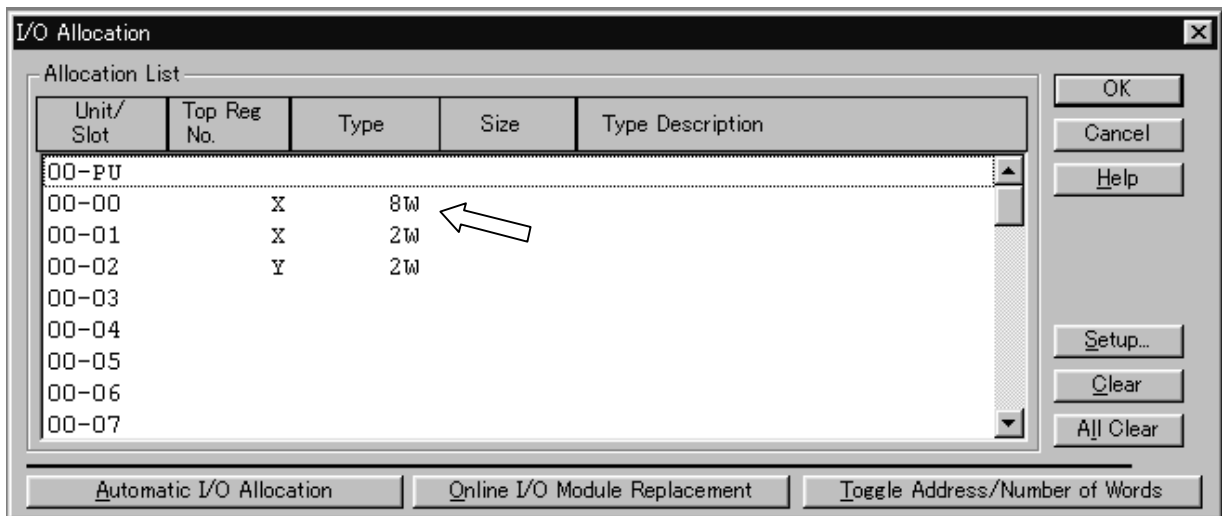 I/O Allocation
Allocation List
Unit/ Slot Top Reg No. Type Size Type Description
00-PU
00-00 X 8W
00-01 X 2W
00-02 Y 2W
00-03
00-04
00-05
00-06
00-07
OK
Cancel
Help
Setup...
Clear
All Clear
Automatic I/O Allocation Online I/O Module Replacement Toggle Address/Number of Words